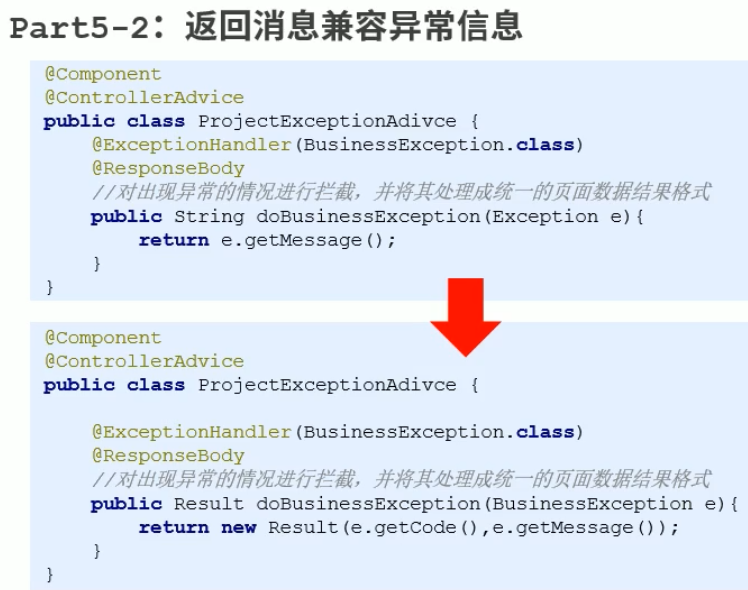 Part5-2：返回消息兼容异常信息
@Component
@ControllerAdvice
public class ProjectExceptionAdivce {
@ExceptionHandler(BusinessException.class)
@ResponseBody
//对出现异常的情况进行拦截，并将其处理成统一的页面数据结果格式
public String doBusinessException(Exception e){
return e.getMessage();
}
}
@Component
@ControllerAdvice
public class ProjectExceptionAdivce {
@ExceptionHandler(BusinessException.class)
@ResponseBody
//对出现异常的情况进行拦截，并将其处理成统一的页面数据结果格式
public Result doBusinessException(BusinessException e){
return new Result(e.getCode(),e.getMessage());
}
}